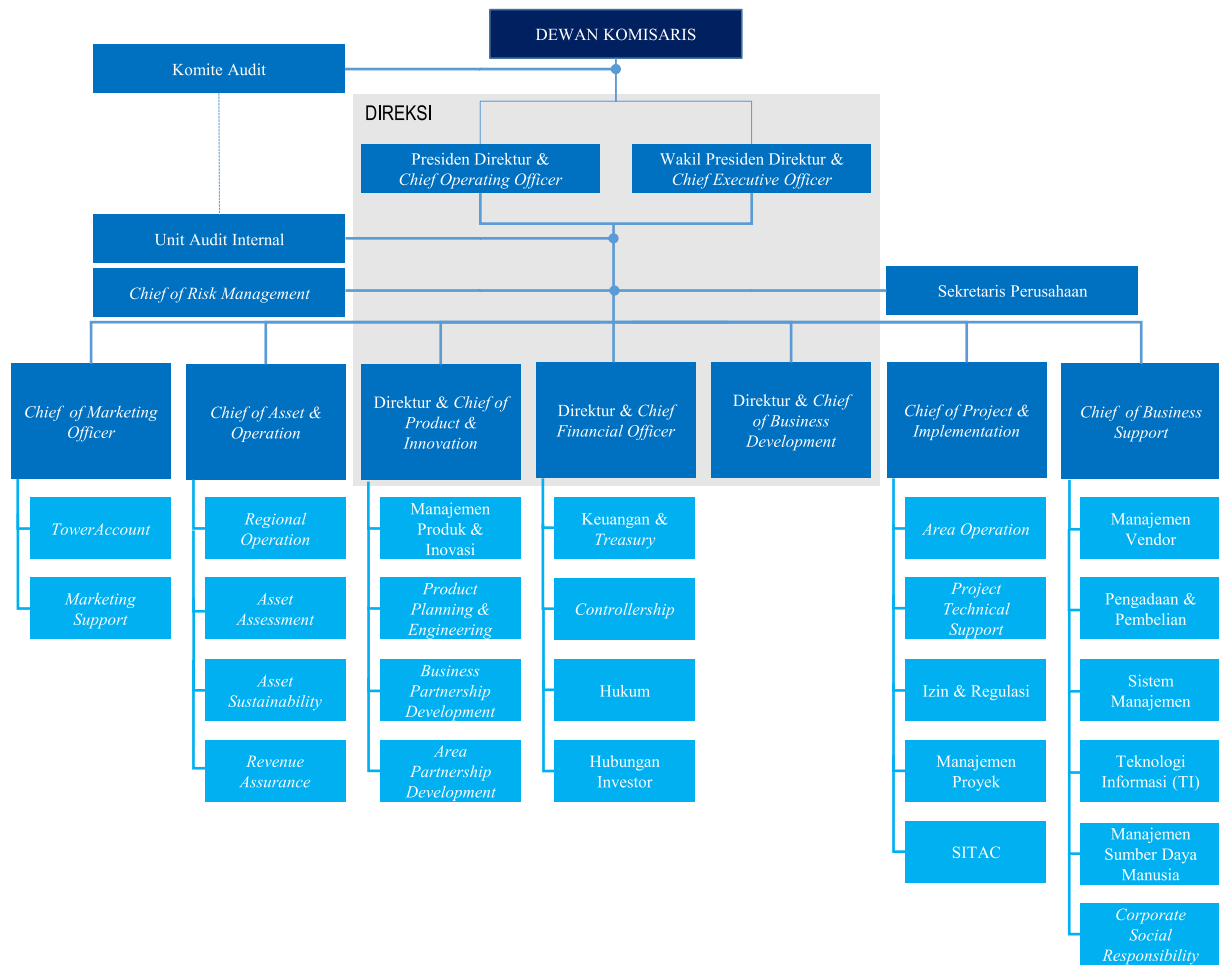 DEWAN KOMISARIS
Komite Audit
DIREKSI
Presiden Direktur &
Chief Operating Officer
Wakil Presiden Direktur &
Chief Executive Officer
Unit Audit Internal
Chief of Risk Management
Sekretaris Perusahaan
Chief of Marketing
Officer
Chief of Asset &
Operation
Direktur & Chief of
Product &
Innovation
Direktur & Chief
Financial Officer
Direktur & Chief
of Business
Development
Chief of Project &
Implementation
Chief of Business
Support
TowerAccount
Marketing
Support
Regional
Operation
Asset
Assessment
Asset
Sustainability
Revenue
Assurance
Manajemen
Produk &
Inovasi
Product
Planning &
Engineering
Business
Partnership
Development
Area
Partnership
Development
Keuangan &
Treasury
Controllership
Hukum
Hubungan
Investor
Area Operation
Project
Technical
Support
Izin & Regulasi
Manajemen
Proyek
SITAC
Manajemen
Vendor
Pengadaan &
Pembelian
Sistem
Manajemen
Teknologi
Informasi (TI)
Manajemen
Sumber Daya
Manusia
Corporate
Social
Responsibility